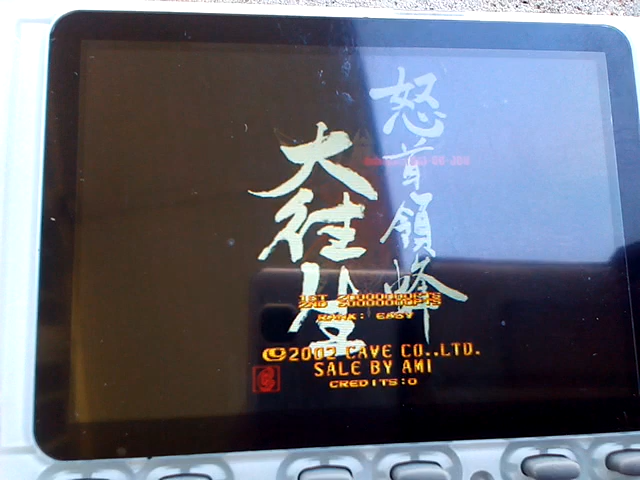 怒首領蜂
大往生
RANK: EASY
©2002 CAVE CO.,LTD.
SALE BY AMI
CREDITS:0